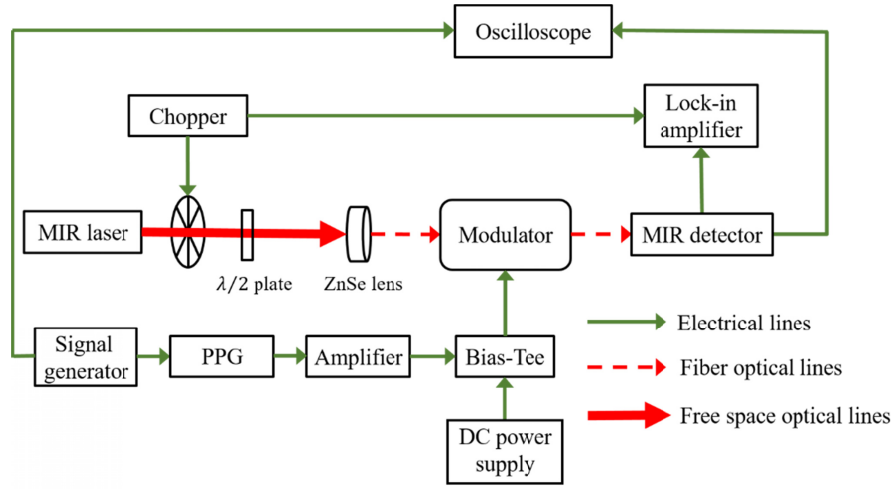 Oscilloscope
Chopper
Lock-in
amplifier
MIR laser
λ/2 plate
ZnSe lens
Modulator
MIR detector
Signal
generator
PPG
Amplifier
Bias-Tee
DC power
supply
Electrical lines
Fiber optical lines
Free space optical lines